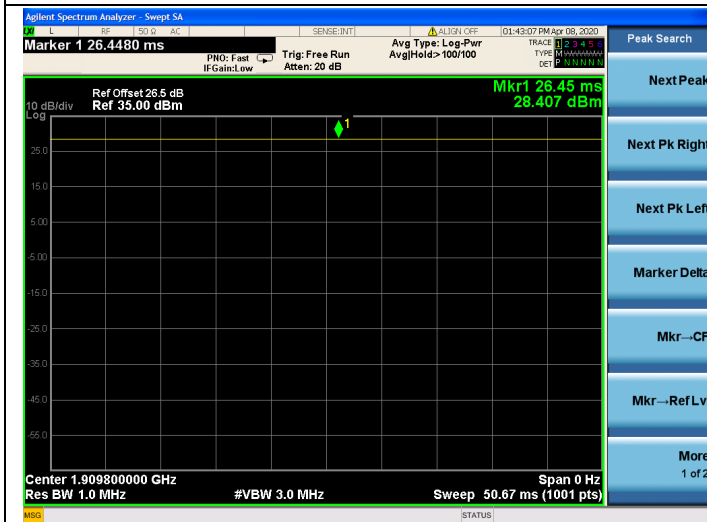 Agilent Spectrum Analyzer - Swept SA
LXI L RF 50 Ω AC SENSE:INT ALIGN OFF 01:43:07 PM Apr 08, 2020
Marker 1 26.4480 ms
PNO: Fast
IFGain:Low
Trig: Free Run
Atten: 20 dB
Avg Type: Log-Pwr
Avg|Hold:>100/100
TRACE 1 2 3 4 5 6
TYPE M WWWWW
DET P N N N N N
Peak Search
Next Peak
Next Pk Right
Next Pk Lef
Marker Delta
Mkr→CF
Mkr→Ref Lv
More
1 of 2
Mkr1 26.45 ms
28.407 dBm
Ref Offset 26.5 dB
10 dB/div Ref 35.00 dBm
Log
1
25.0
15.0
5.00
-5.00
-15.0
-25.0
-35.0
-45.0
-55.0
Center 1.909800000 GHz Span 0 Hz
Res BW 1.0 MHz #VBW 3.0 MHz Sweep 50.67 ms (1001 pts)
MSG STATUS